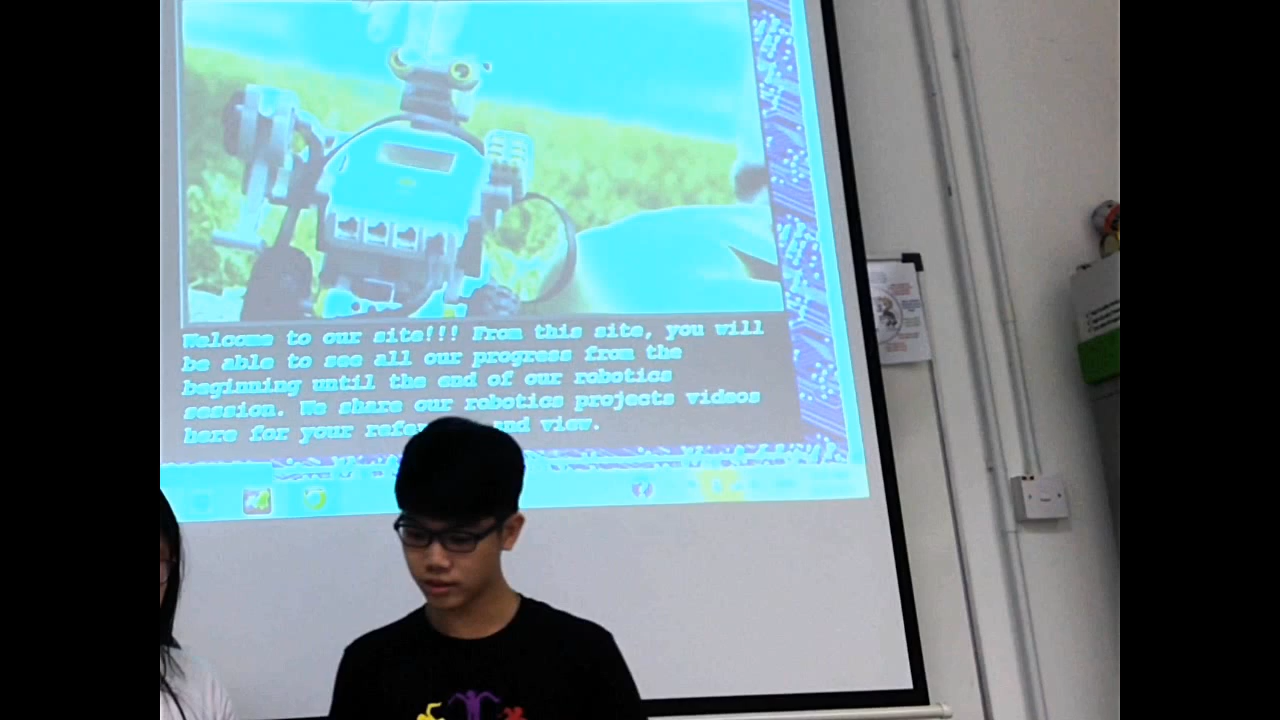 Welcome to our site!!! From this site, you will
be able to see all our progress from the
beginning until the end of our robotics
session. We share our robotics projects videos
here for your and view.